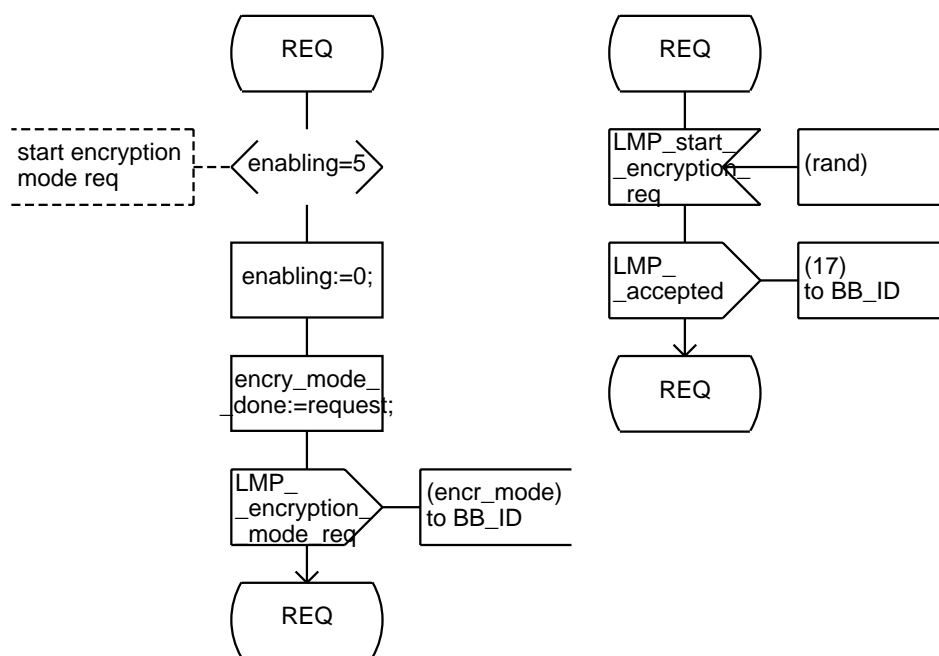 REQ
start encryption
mode req
enabling=5
enabling:=0;
encry_mode_
_done:=request;
LMP_
_encryption_
_mode_req
(encr_mode)
to BB_ID
REQ
REQ
LMP_start_
_encryption_
_req
(rand)
LMP_
_accepted
(17)
to BB_ID
REQ